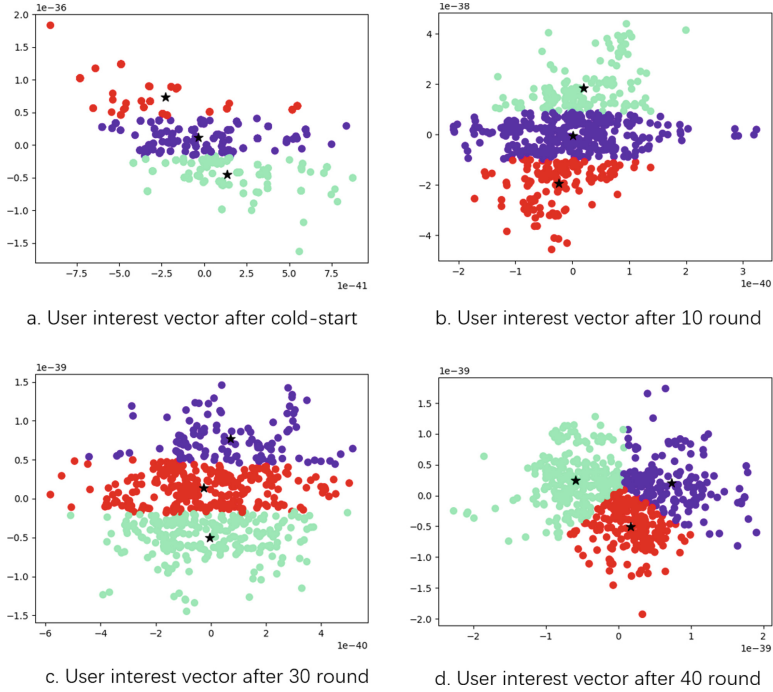 1e−36
2.0
1.5
1.0
0.5
0.0
−0.5
−1.0
−1.5
−7.5 −5.0 −2.5 0.0 2.5 5.0 7.5
1e−41
a. User interest vector after cold-start
1e−38
4
2
0
−2
−4
−2 −1 0 1 2 3
1e−40
b. User interest vector after 10 round
1e−39
1.5
1.0
0.5
0.00
−0.5
−1.0
−1.5
−6 −4 −2 0 2 4
1e−40
c. User interest vector after 30 round
1e−39
1.5
1.0
0.5
0.0
−0.5
−1.0
−1.5
−2.0
−2 −1 0 1 2
1e−39
d. User interest vector after 40 round